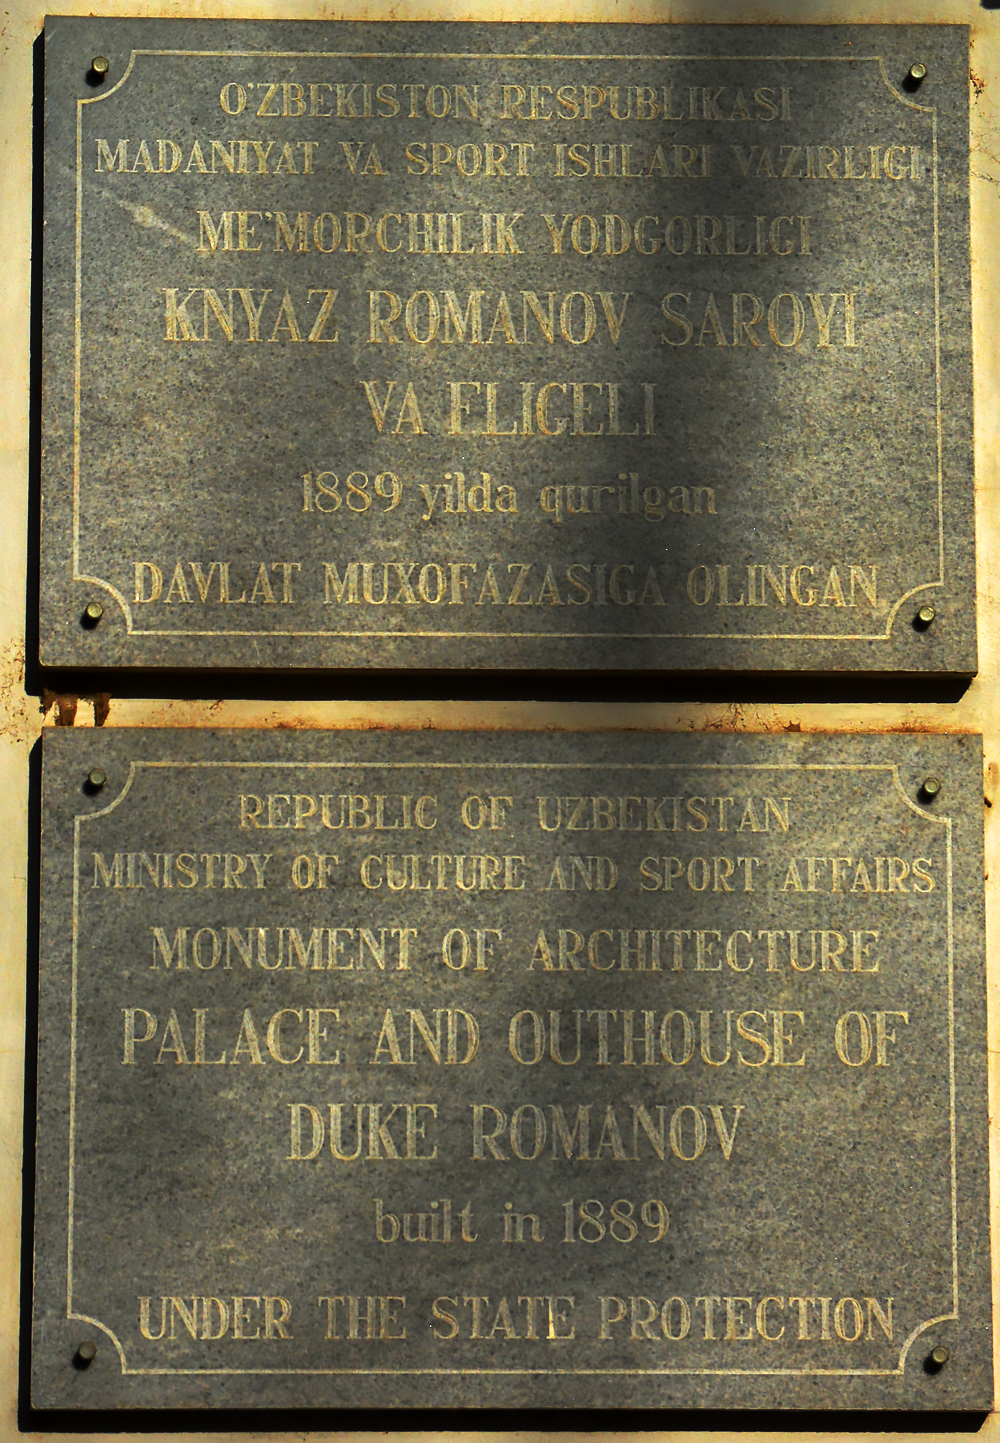 O'ZBEKISTON RESPUBLIKASI
MADANIYAT VA SPORT ISHLARI VAZIRLIGI
ME'MORCHILIK YODGORLIGI
KNYAZ ROMANOV SAROYI
VA ELIGELI
1889 yilda qurilgan
DAVLAT MUXOFAZASIGA OLINGAN
REPUBLIC OF UZBEKISTAN
MINISTRY OF CULTURE AND SPORT AFFAIRS
MONUMENT OF ARCHITECTURE
PALACE AND OUTHOUSE OF
DUKE ROMANOV
built in 1889
UNDER THE STATE PROTECTION